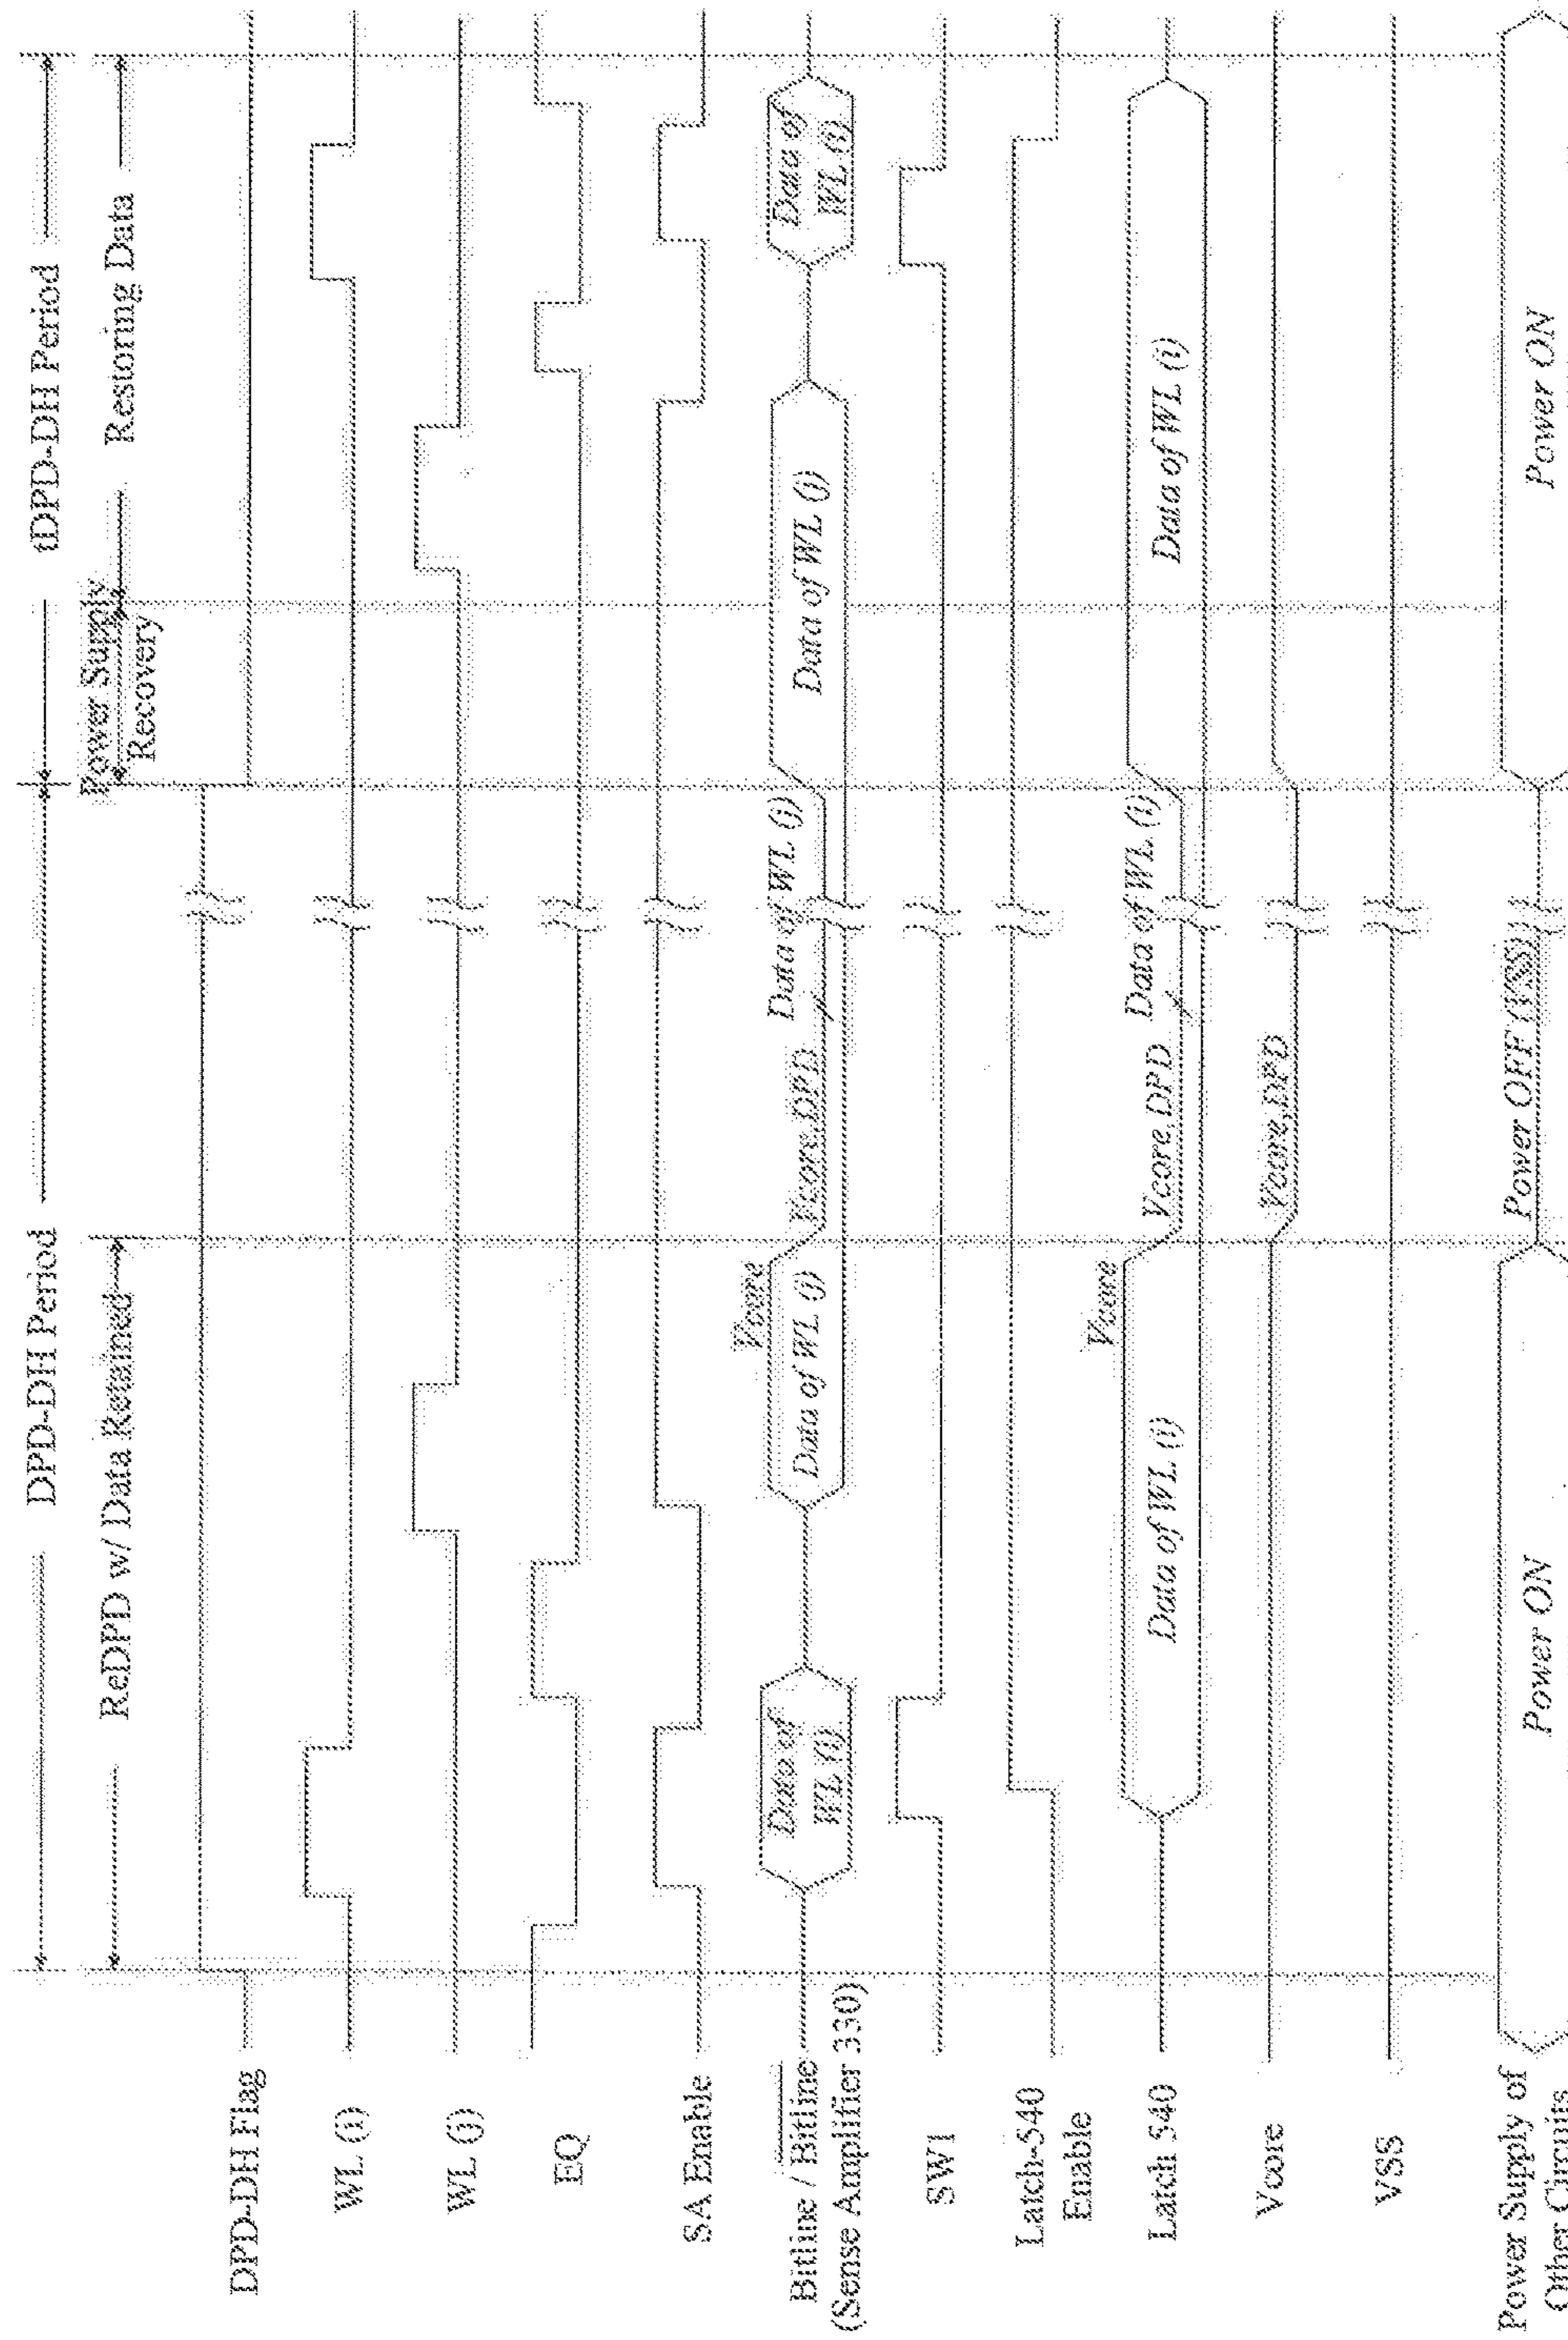 DPD-DH Period
tDPD-DH Period
ReDPD w/ Data Retained
Power Supply
Recovery
Restoring Data
DPD-DH Flag
WL (i)
WL (j)
EQ
SA Enable
Bitline / Bitline
(Sense Amplifier 330)
Data of
WL (i)
Vcore
Data of WL (j)
Vcore,DPD
Data of WL (j)
Data of WL (j)
Data of
WL (i)
SW1
Latch-540
Enable
Latch 540
Data of WL (i)
Vcore
Vcore,DPD
Data of WL (i)
Data of WL (i)
Vcore
Vcore,DPD
VSS
Power Supply of
Other Circuits
Power ON
Power OFF (VSS)
Power ON